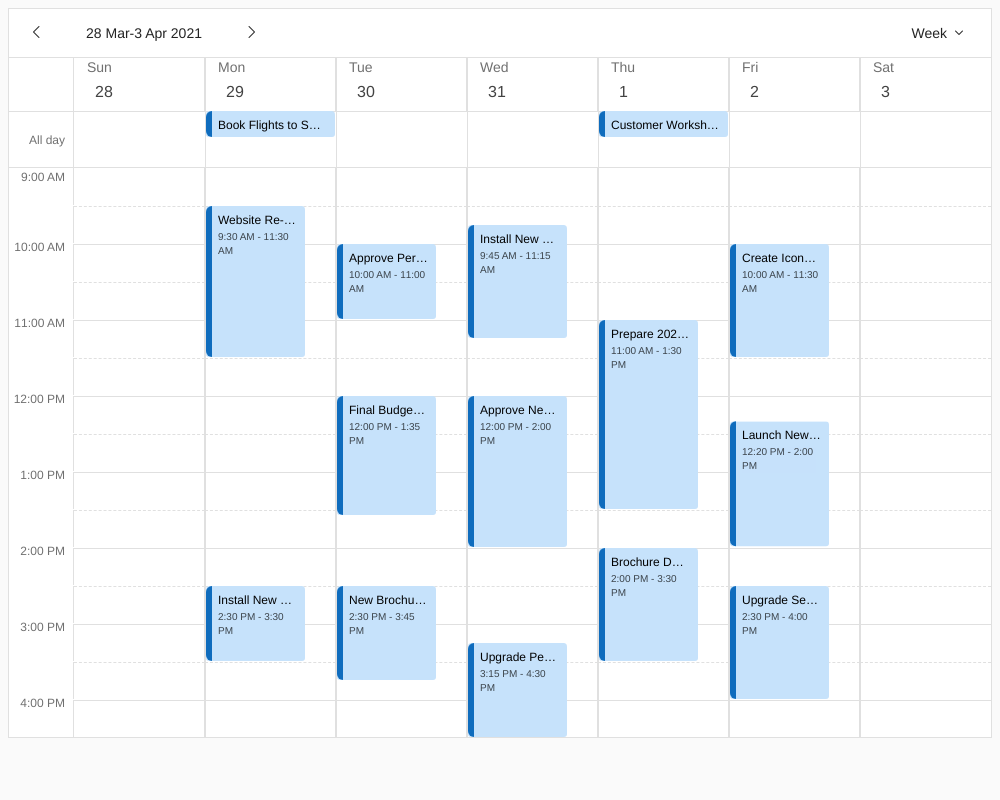 28 Mar-3 Apr 2021
Week
Sun
28
Mon
29
Tue
30
Wed
31
Thu
1
Fri
2
Sat
3
All day
Book Flights to S...
Customer Worksh...
9:00 AM
10:00 AM
11:00 AM
12:00 PM
1:00 PM
2:00 PM
3:00 PM
4:00 PM
Website Re-...
9:30 AM - 11:30
AM
Install New ...
2:30 PM - 3:30
PM
Approve Per...
10:00 AM - 11:00
AM
Final Budge...
12:00 PM - 1:35
PM
New Brochu...
2:30 PM - 3:45
PM
Install New ...
9:45 AM - 11:15
AM
Approve Ne...
12:00 PM - 2:00
PM
Upgrade Pe...
3:15 PM - 4:30
PM
Prepare 202...
11:00 AM - 1:30
PM
Brochure D...
2:00 PM - 3:30
PM
Create Icon...
10:00 AM - 11:30
AM
Launch New...
12:20 PM - 2:00
PM
Upgrade Se...
2:30 PM - 4:00
PM